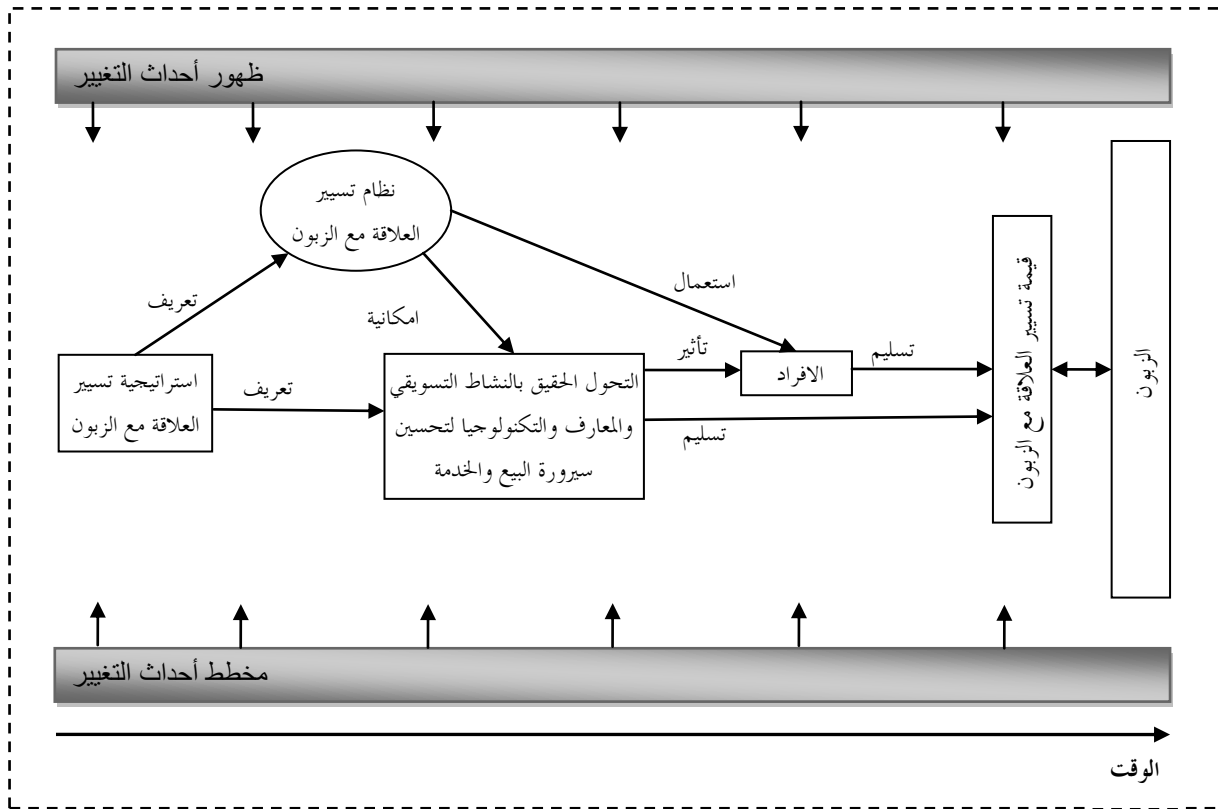 ظهور أحداث التغيير
نظام تسيير
العلاقة مع الزبون
تعريف
امكانية
استعمال
استراتيجية تسيير
العلاقة مع الزبون
تعريف
التحول الحقيق بالنشاط التسويقي
والمعارف والتكنولوجيا لتحسين
سيرورة البيع والخدمة
تأثير
الافراد
تسليم
تسليم
قيمة تسيير العلاقة مع الزبون
الزبون
مخطط أحداث التغيير
الوقت